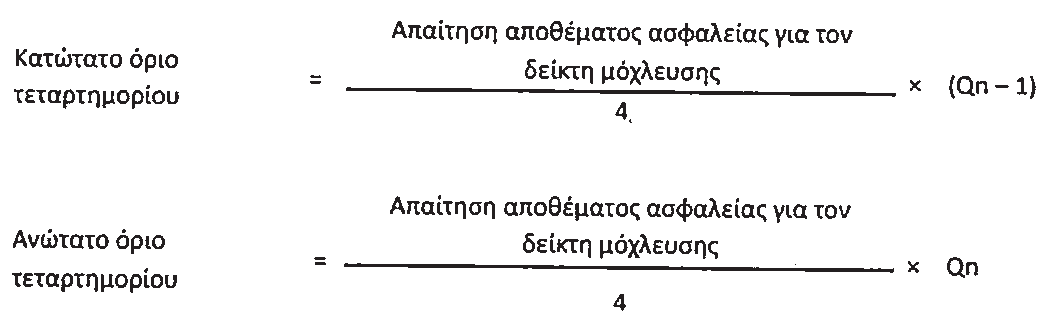 Κατώτατο όριο
τεταρτημορίου
=
Απαίτηση αποθέματος ασφαλείας για τον
δείκτη μόχλευσης
4
× (Qn – 1)
Ανώτατο όριο
τεταρτημορίου
=
Απαίτηση αποθέματος ασφαλείας για τον
δείκτη μόχλευσης
4
× Qn